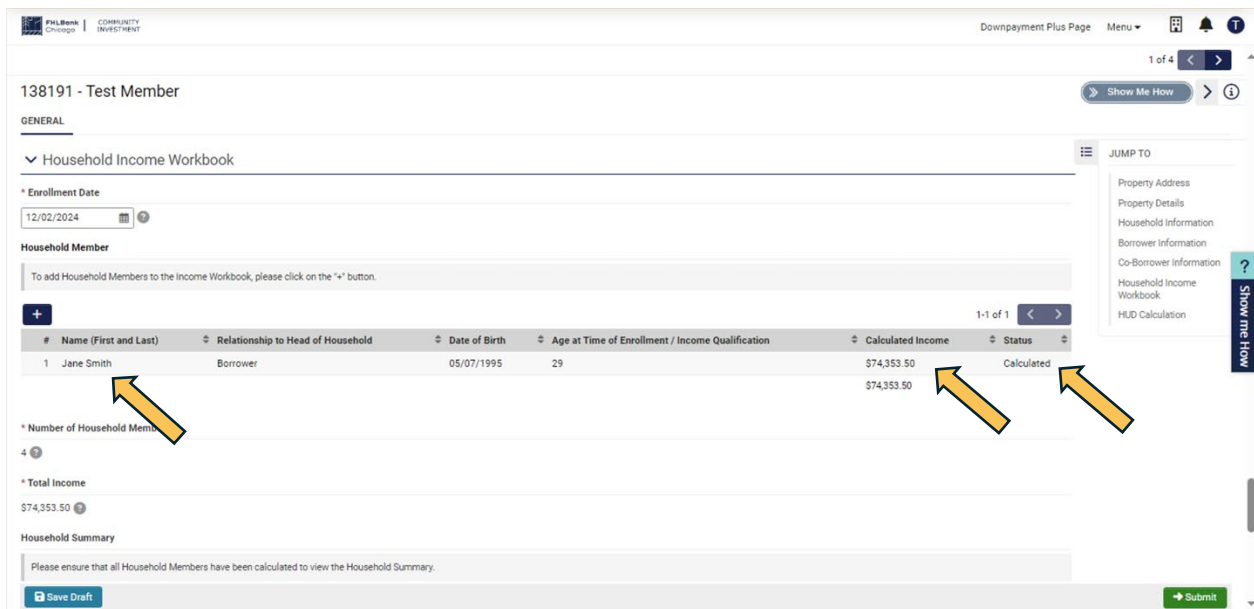 FHLBank Chicago | COMMUNITY INVESTMENT
Downpayment Plus Page Menu T
1 of 4
138191 - Test Member
Show Me How
GENERAL
Household Income Workbook
JUMP TO
Property Address
Property Details
Household Information
Borrower Information
Co-Borrower Information
Household Income Workbook
HUD Calculation
? Show me How
* Enrollment Date
12/02/2024
Household Member
To add Household Members to the Income Workbook, please click on the "+" button.
+ 1-1 of 1
# Name (First and Last) Relationship to Head of Household Date of Birth Age at Time of Enrollment / Income Qualification Calculated Income Status
1 Jane Smith Borrower 05/07/1995 29 $74,353.50 Calculated
$74,353.50
* Number of Household
4
* Total Income
$74,353.50
Household Summary
Please ensure that all Household Members have been calculated to view the Household Summary.
Save Draft Submit